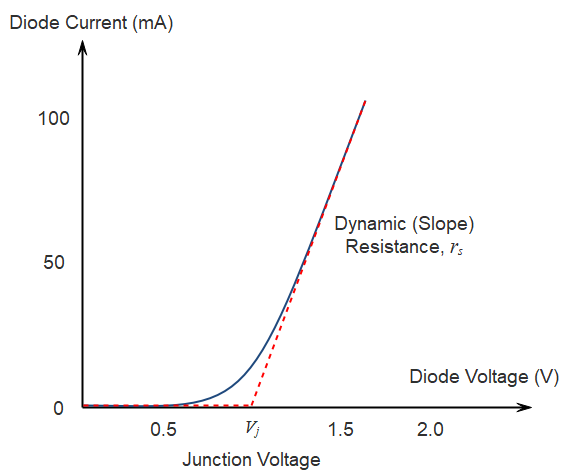 Diode Current (mA)
100
Dynamic (Slope)
Resistance, rs
50
Diode Voltage (V)
0
0.5
Vj
1.5
2.0
Junction Voltage